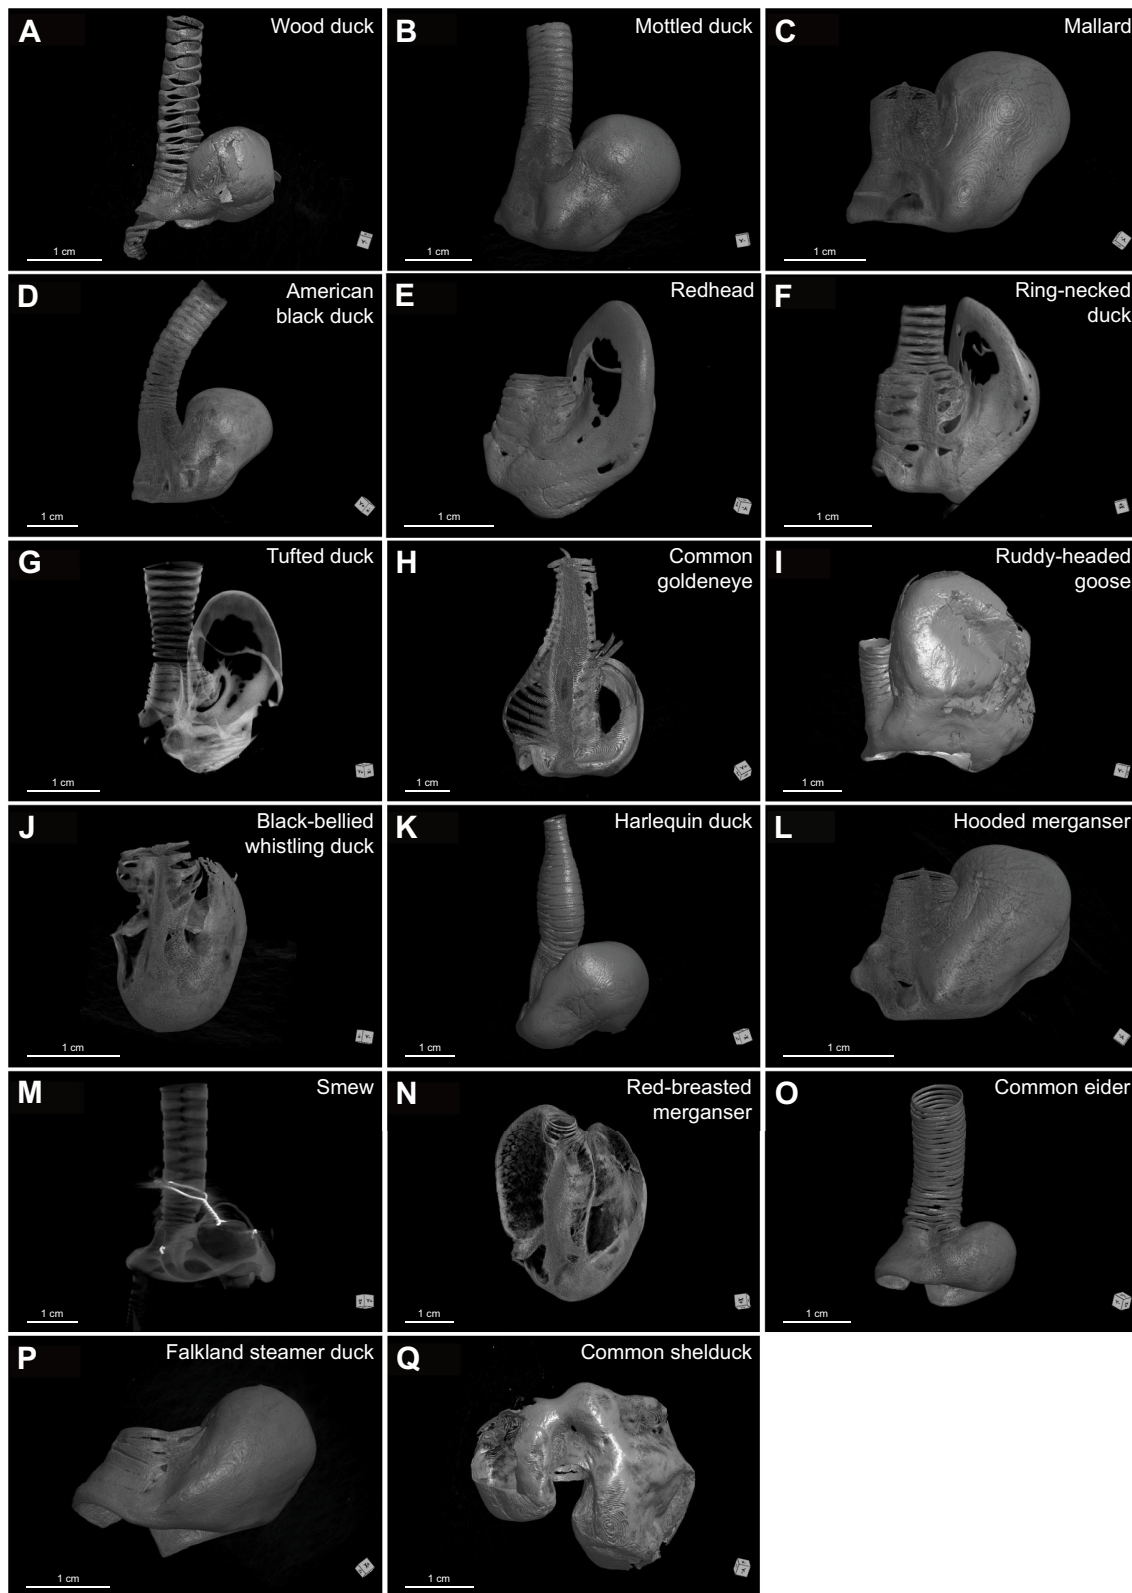 A
Wood duck
1 cm
B
Mottled duck
1 cm
C
Mallard
1 cm
D
American
black duck
1 cm
E
Redhead
1 cm
F
Ring-necked
duck
1 cm
G
Tufted duck
1 cm
H
Common
goldeneye
1 cm
I
Ruddy-headed
goose
1 cm
J
Black-bellied
whistling duck
1 cm
K
Harlequin duck
1 cm
L
Hooded merganser
1 cm
M
Smew
1 cm
N
Red-breasted
merganser
1 cm
O
Common eider
1 cm
P
Falkland steamer duck
1 cm
Q
Common shelduck
1 cm